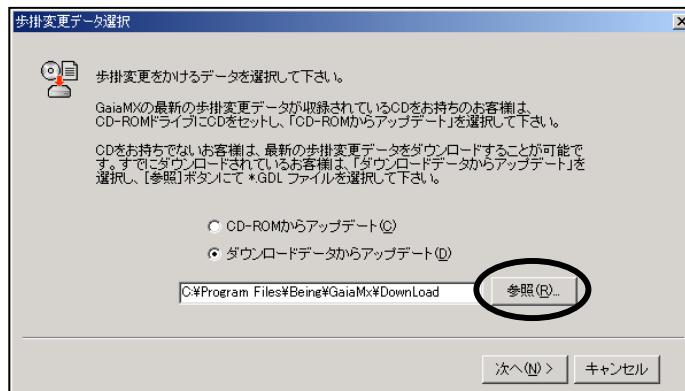 歩掛変更データ選択
歩掛変更をかけるデータを選択して下さい。
GaiaMXの最新の歩掛変更データが収録されているCDをお持ちのお客様は、
CD-ROMドライブにCDをセットし、「CD-ROMからアップデート」を選択して下さい。
CDをお持ちでないお客様は、最新の歩掛変更データをダウンロードすることが可能で
す。すでにダウンロードされているお客様は、「ダウンロードデータからアップデート」を
選択し、[参照]ボタンにて *.GDL ファイルを選択して下さい。
CD-ROMからアップデート(C)
ダウンロードデータからアップデート(D)
C:¥Program Files¥Being¥GaiaMx¥DownLoad
参照(R)...
次へ(N) >
キャンセル